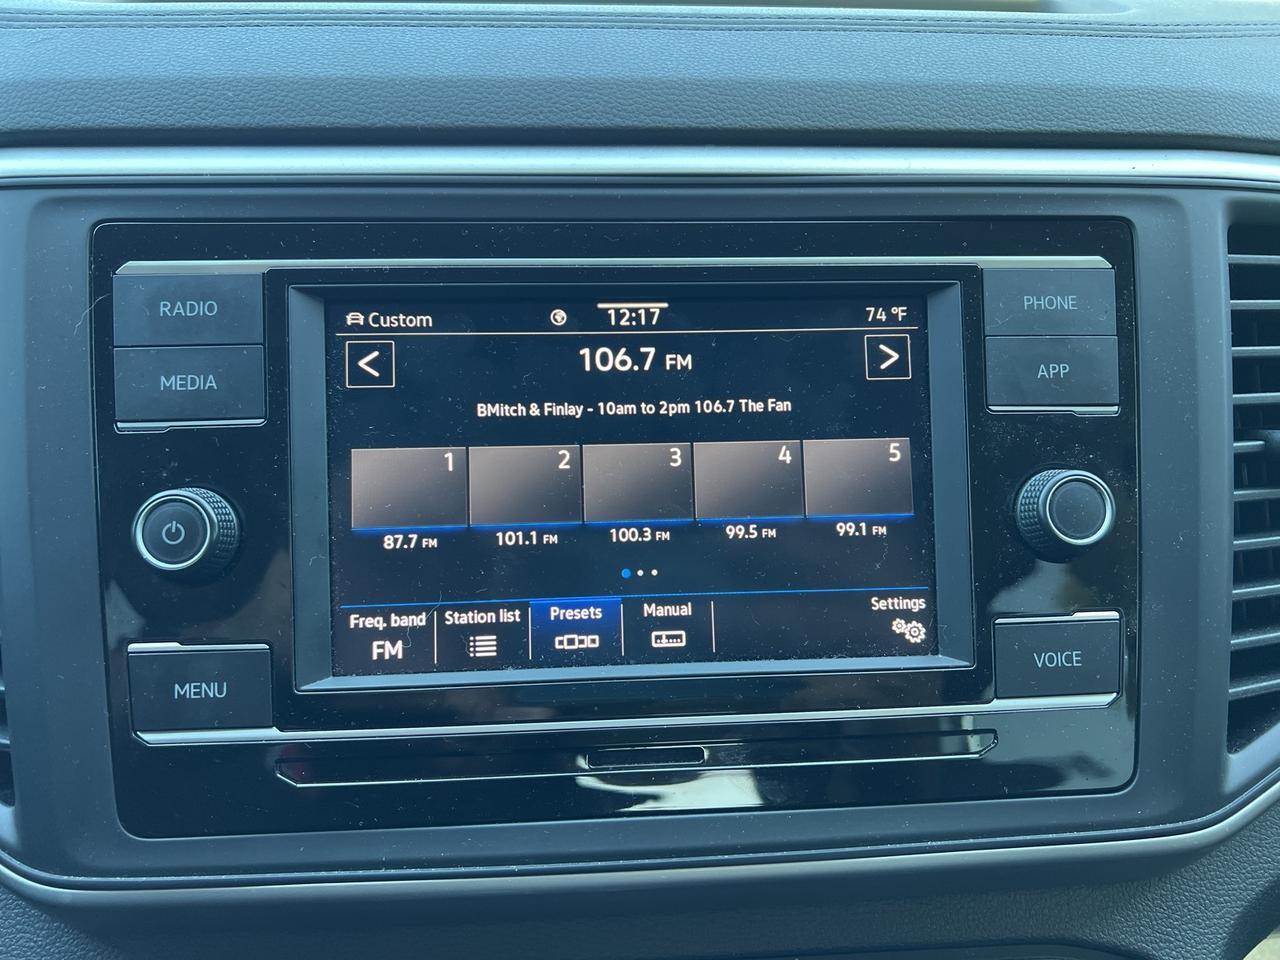 RADIO
MEDIA
MENU
Custom 12:17 74 °F
< 106.7 FM >
BMitch & Finlay - 10am to 2pm 106.7 The Fan
1 2 3 4 5
87.7 FM 101.1 FM 100.3 FM 99.5 FM 99.1 FM
Freq. band Station list Presets Manual Settings
FM
PHONE
APP
VOICE